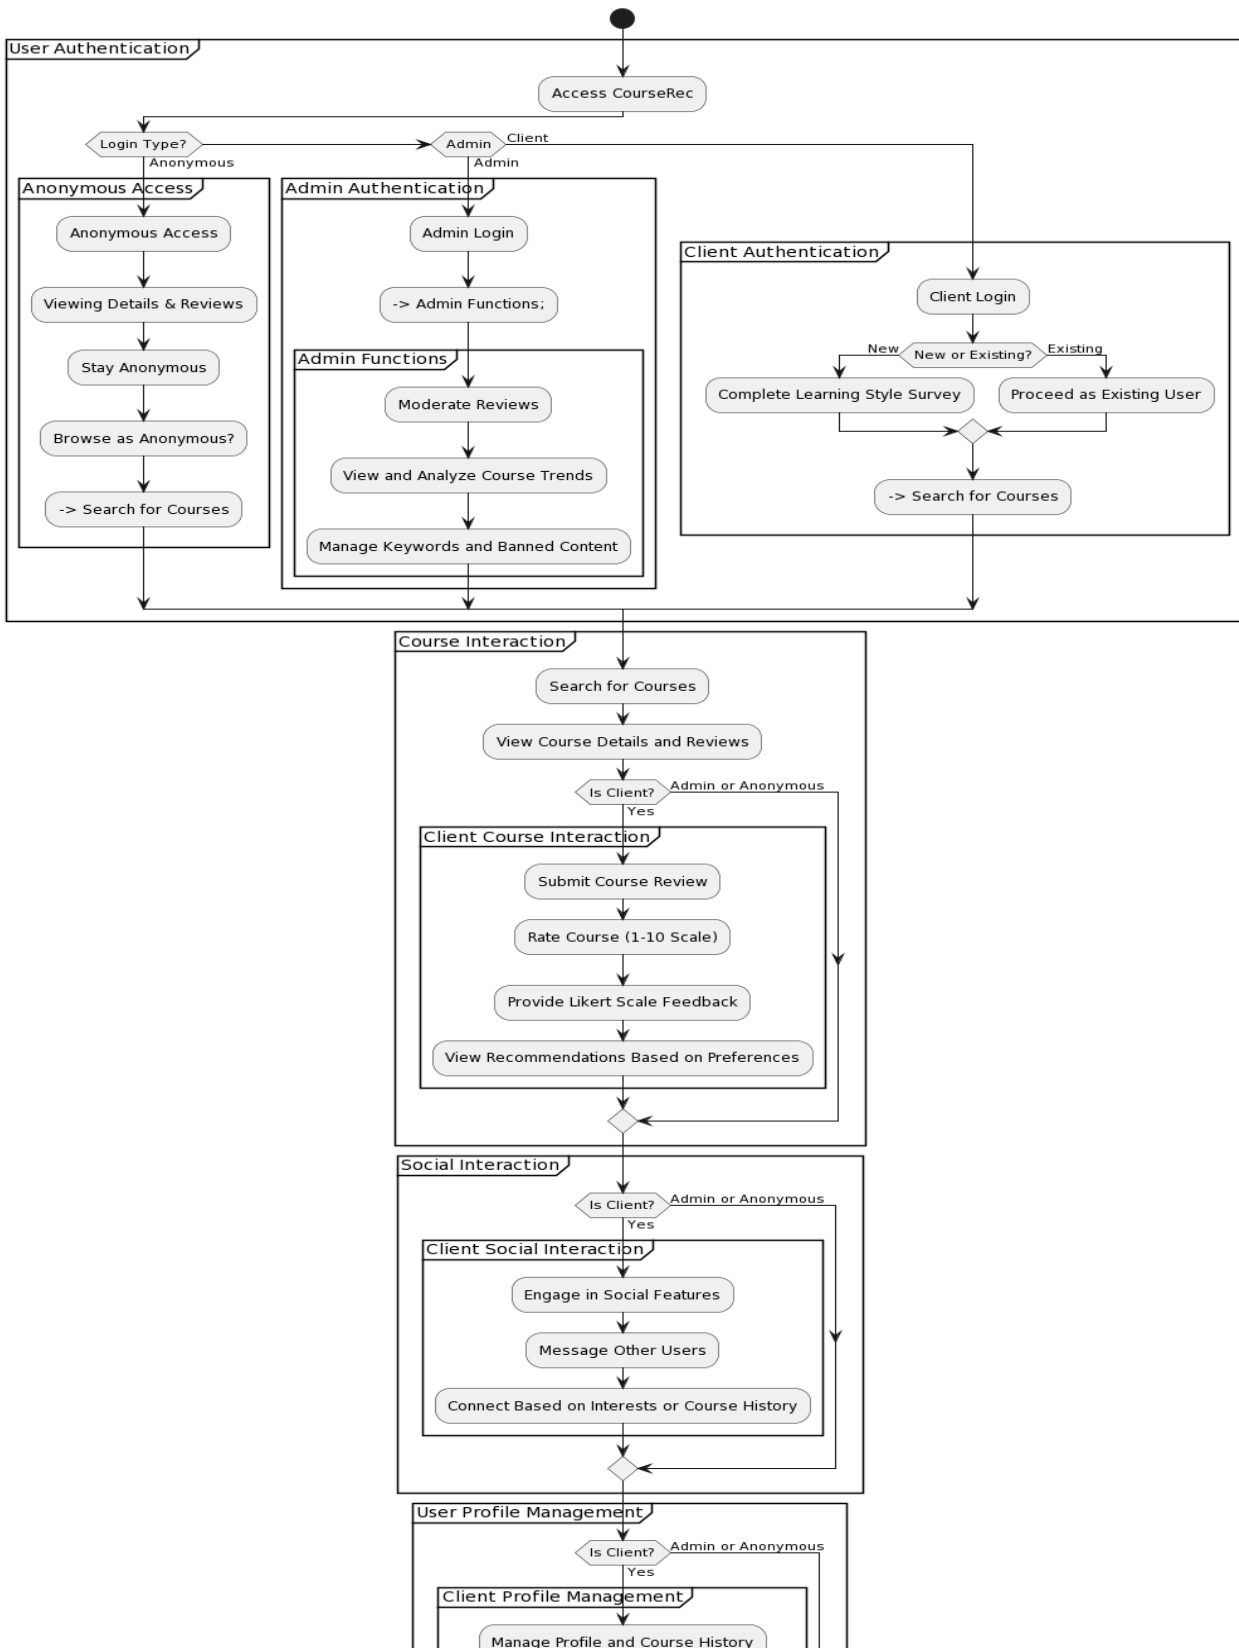 User Authentication
Access CourseRec
Login Type?
Anonymous
Admin
Client
Admin
Anonymous Access
Anonymous Access
Viewing Details & Reviews
Stay Anonymous
Browse as Anonymous?
-> Search for Courses
Admin Authentication
Admin Login
-> Admin Functions;
Admin Functions
Moderate Reviews
View and Analyze Course Trends
Manage Keywords and Banned Content
Client Authentication
Client Login
New
New or Existing?
Existing
Complete Learning Style Survey
Proceed as Existing User
-> Search for Courses
Course Interaction
Search for Courses
View Course Details and Reviews
Is Client?
Admin or Anonymous
Yes
Client Course Interaction
Submit Course Review
Rate Course (1-10 Scale)
Provide Likert Scale Feedback
View Recommendations Based on Preferences
Social Interaction
Is Client?
Admin or Anonymous
Yes
Client Social Interaction
Engage in Social Features
Message Other Users
Connect Based on Interests or Course History
User Profile Management
Is Client?
Admin or Anonymous
Yes
Client Profile Management
Manage Profile and Course History